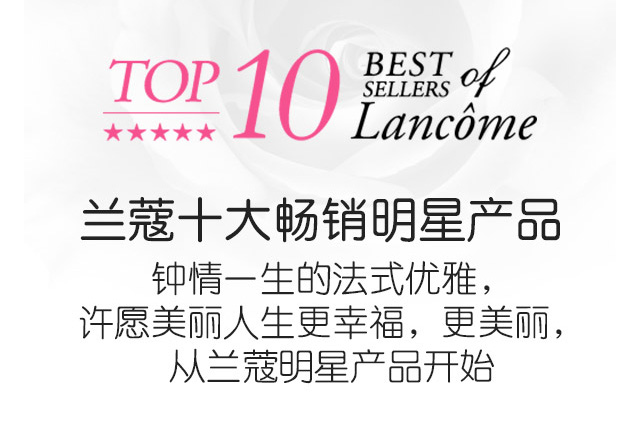 TOP 10 BEST SELLERS of Lancôme
兰蔻十大畅销明星产品
钟情一生的法式优雅，
许愿美丽人生更幸福，更美丽，
从兰蔻明星产品开始